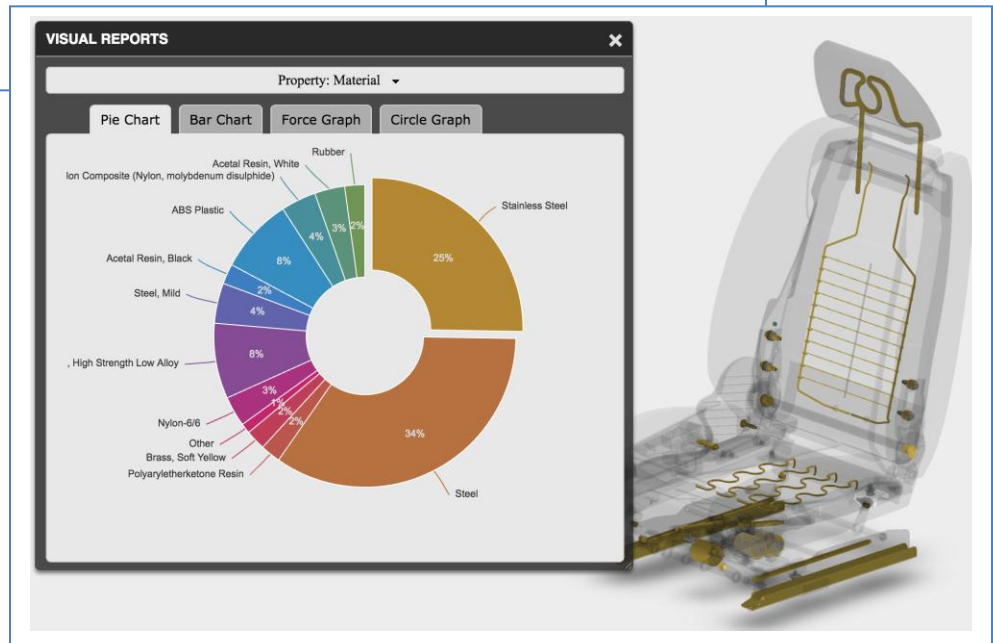 VISUAL REPORTS
Property: Material
Pie Chart Bar Chart Force Graph Circle Graph
Rubber
Acetal Resin, White
lon Composite (Nylon, molybdenum disulphide)
ABS Plastic
Acetal Resin, Black
Steel, Mild
, High Strength Low Alloy
Nylon-6/6
Other
Brass, Soft Yellow
Polyaryletherketone Resin
Stainless Steel
Steel
2%
3%
4%
8%
2%
4%
8%
3%
1%
2%
2%
25%
34%